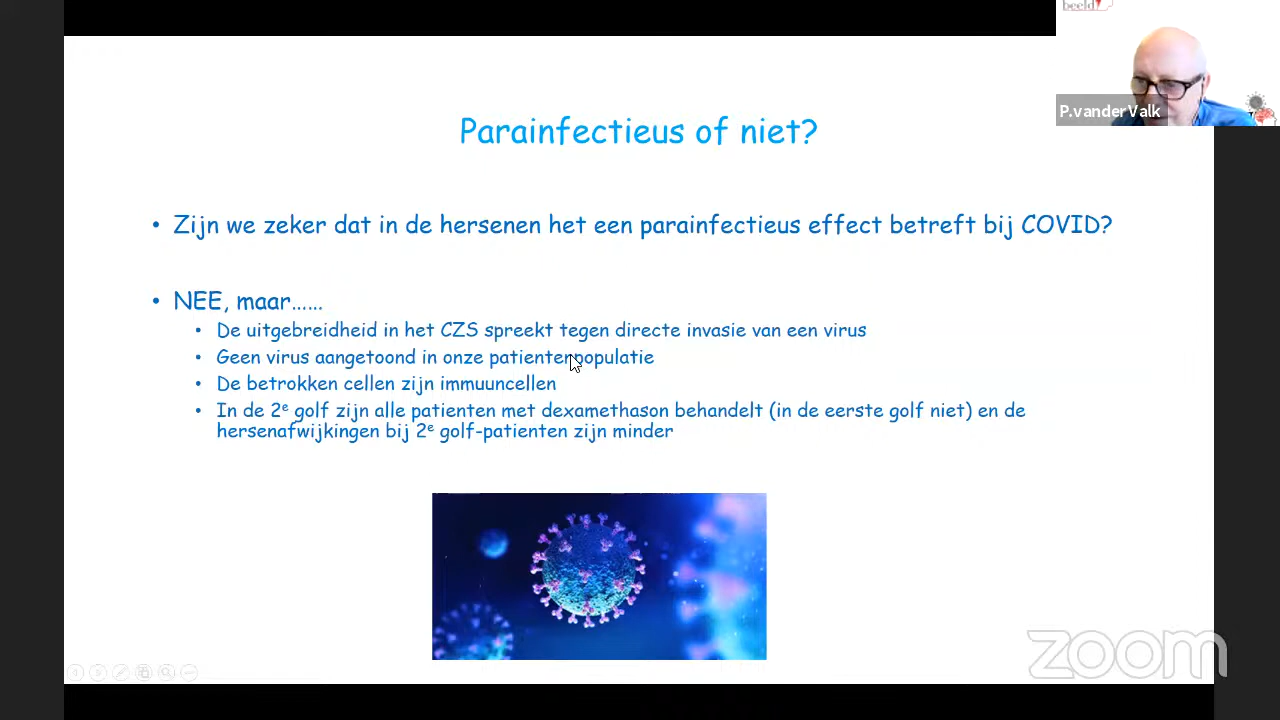 beeld
P.vanderValk
Parainfectieus of niet?
• Zijn we zeker dat in de hersenen het een parainfectieus effect betreft bij COVID?
• NEE, maar……
• De uitgebreidheid in het CZS spreekt tegen directe invasie van een virus
• Geen virus aangetoond in onze patientenpopulatie
• De betrokken cellen zijn immuuncellen
• In de 2e golf zijn alle patienten met dexamethason behandelt (in de eerste golf niet) en de
hersenafwijkingen bij 2e golf-patienten zijn minder
zoom